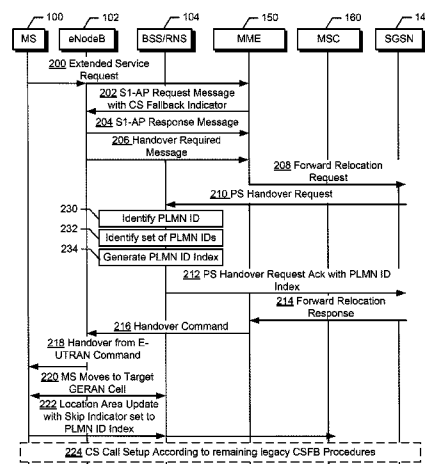 100 102 104 150 160 14
MS eNodeB BSS/RNS MME MSC SGSN
200 Extended Service
Request
202 S1-AP Request Message
with CS Fallback Indicator
204 S1-AP Response Message
206 Handover Required
Message
208 Forward Relocation
Request
210 PS Handover Request
230
Identify PLMN ID
232
Identify set of PLMN IDs
234
Generate PLMN ID Index
212 PS Handover Request Ack with PLMN ID
Index
214 Forward Relocation
Response
216 Handover Command
218 Handover from E-
UTRAN Command
220 MS Moves to Target
GERAN Cell
222 Location Area Update
with Skip Indicator set to
PLMN ID Index
224 CS Call Setup According to remaining legacy CSFB Procedures